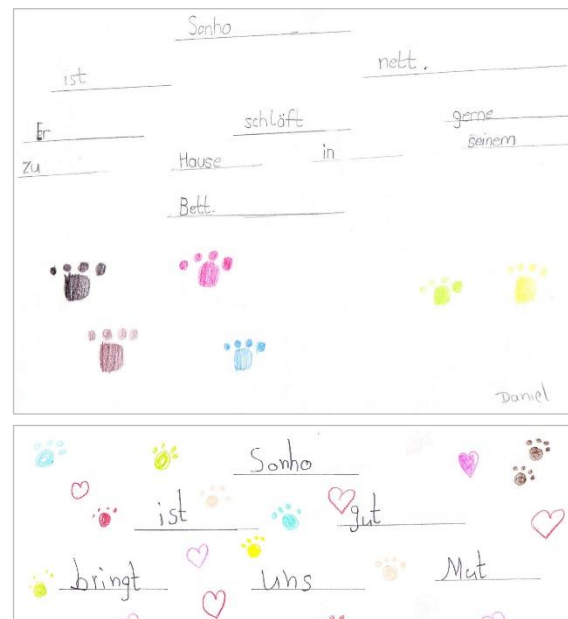 Sonho
ist nett.
Er schläft gerne
zu Hause in seinem
Bett.
Daniel
Sonho
ist gut
bringt uns Mut